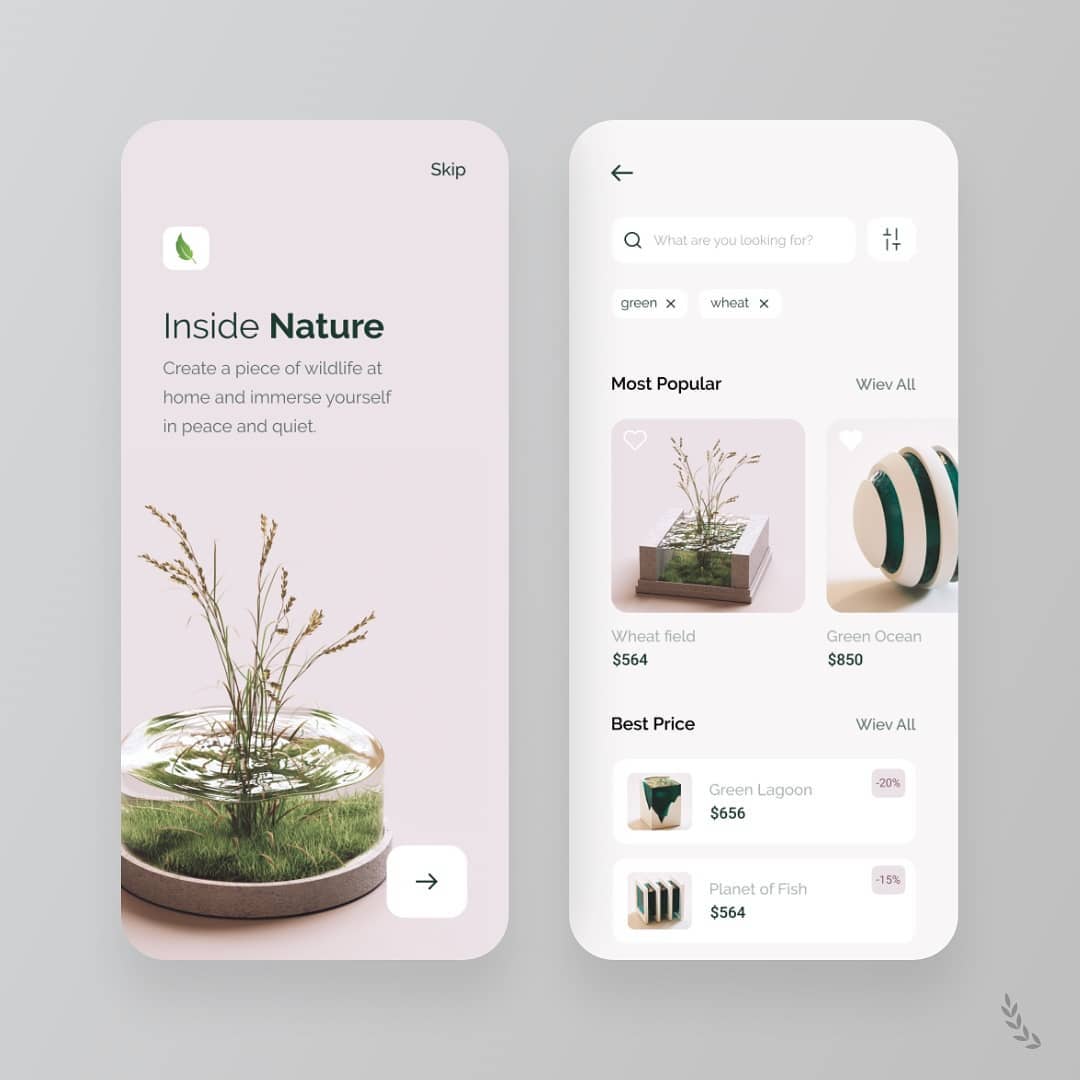 Skip
Inside Nature
Create a piece of wildlife at
home and immerse yourself
in peace and quiet.
What are you looking for?
green
wheat
Most Popular
Wiev All
Wheat field
$564
Green Ocean
$850
Best Price
Wiev All
Green Lagoon
$656
-20%
Planet of Fish
$564
-15%